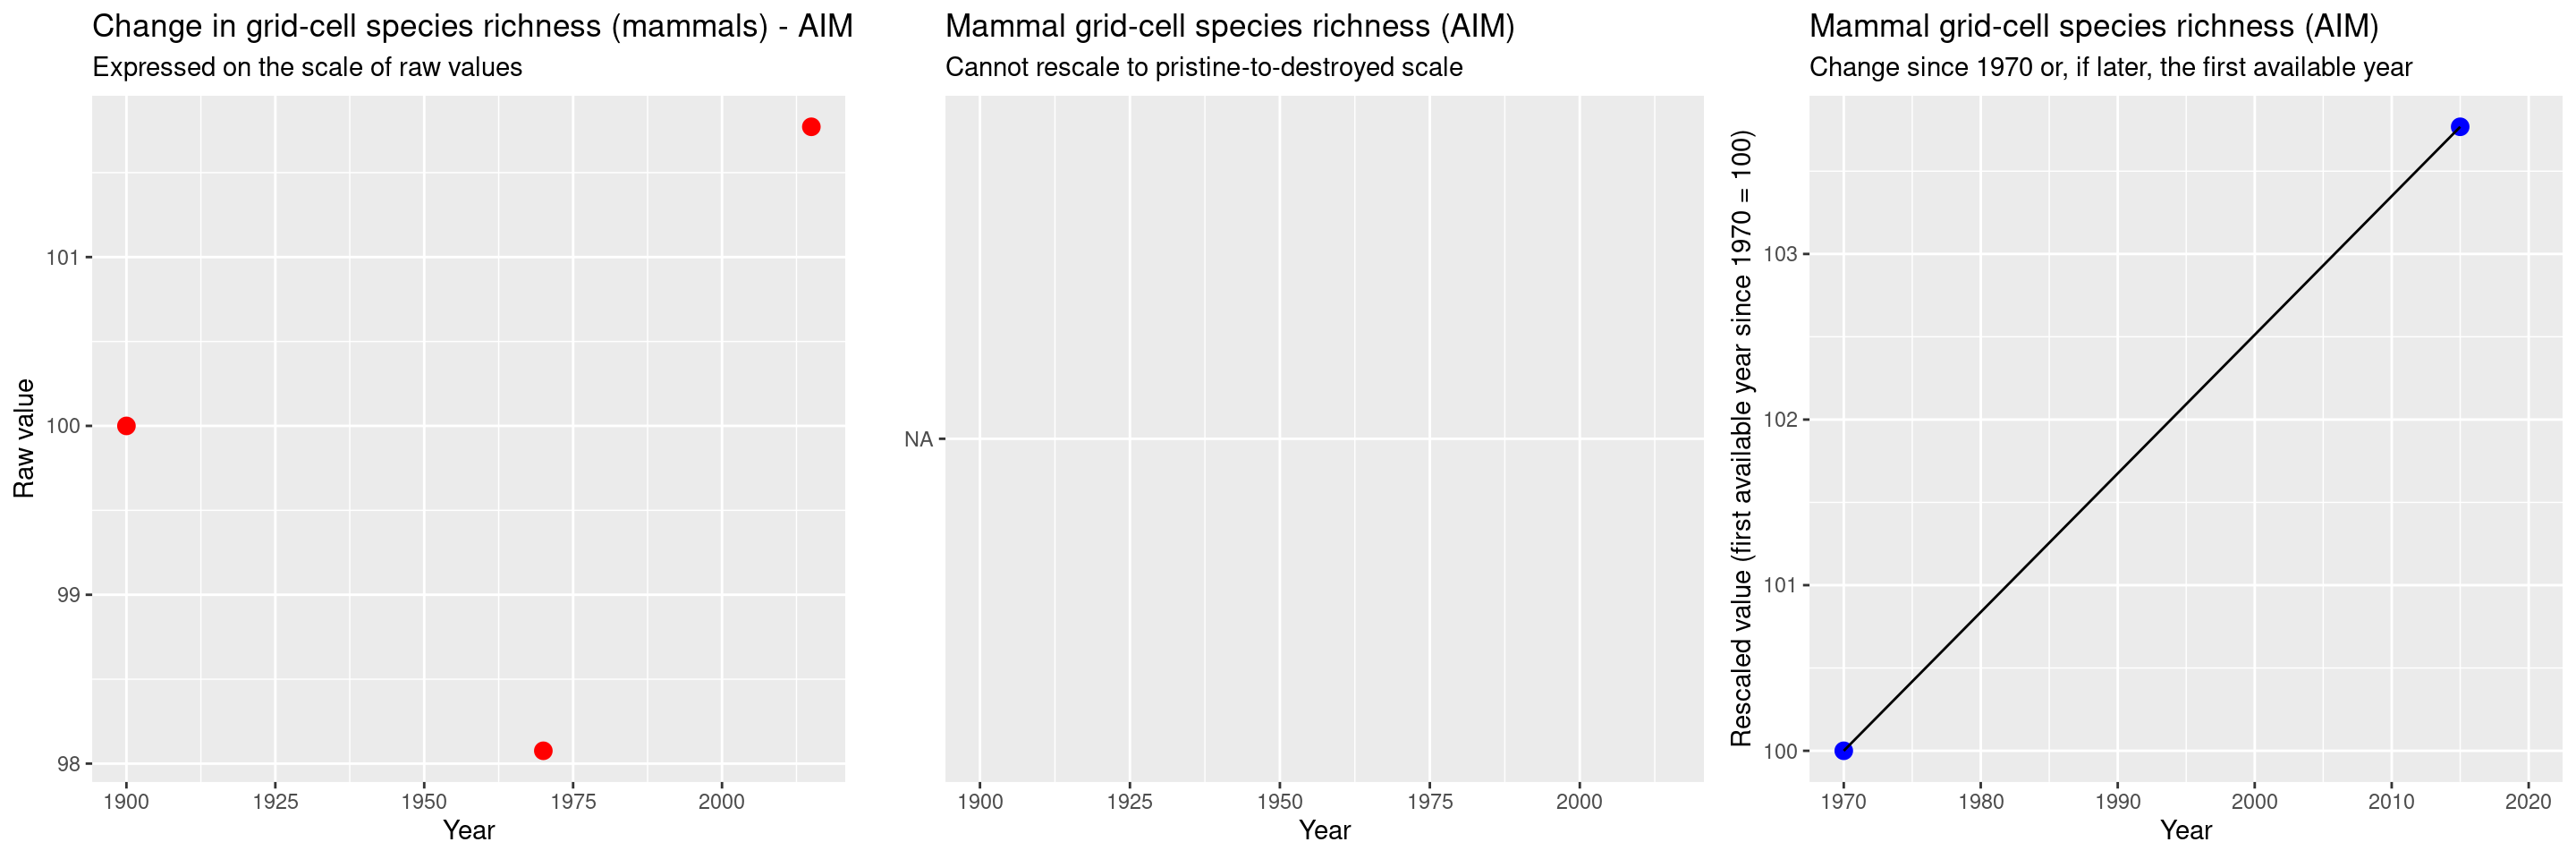 Change in grid-cell species richness (mammals) - AIM
Expressed on the scale of raw values
Raw value
101
100
99
98
1900
1925
1950
1975
2000
Year
Mammal grid-cell species richness (AIM)
Cannot rescale to pristine-to-destroyed scale
NA
1900
1925
1950
1975
2000
Year
Mammal grid-cell species richness (AIM)
Change since 1970 or, if later, the first available year
Rescaled value (first available year since 1970 = 100)
103
102
101
100
1970
1980
1990
2000
2010
2020
Year